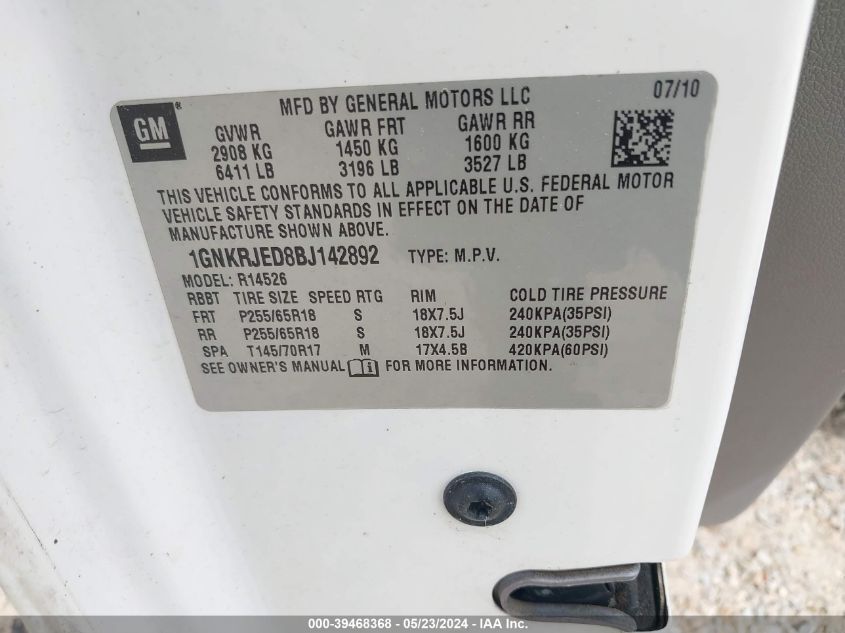 GM
MFD BY GENERAL MOTORS LLC 07/10
GVWR GAWR FRT GAWR RR
2908 KG 1450 KG 1600 KG
6411 LB 3196 LB 3527 LB
THIS VEHICLE CONFORMS TO ALL APPLICABLE U.S. FEDERAL MOTOR
VEHICLE SAFETY STANDARDS IN EFFECT ON THE DATE OF
MANUFACTURE SHOWN ABOVE.
1GNKRJED8BJ142892 TYPE: M.P.V.
MODEL: R14526
RBBT TIRE SIZE SPEED RTG RIM COLD TIRE PRESSURE
FRT P255/65R18 S 18X7.5J 240KPA(35PSI)
RR P255/65R18 S 18X7.5J 240KPA(35PSI)
SPA T145/70R17 M 17X4.5B 420KPA(60PSI)
SEE OWNER'S MANUAL FOR MORE INFORMATION.
000-39468368 - 05/23/2024 - IAA Inc.